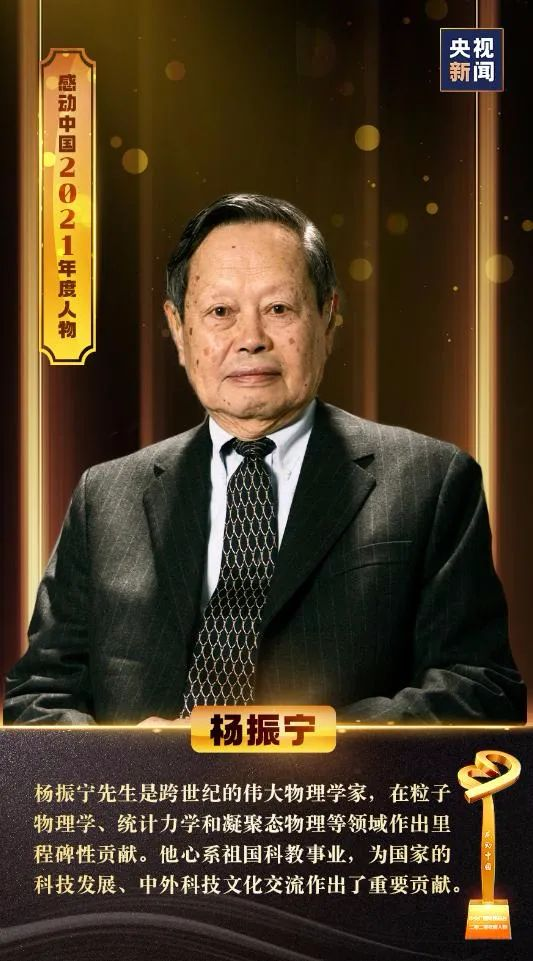 央视
新闻
感动中国2021年度人物
杨振宁
杨振宁先生是跨世纪的伟大物理学家，在粒子
物理学、统计力学和凝聚态物理等领域作出里
程碑性贡献。他心系祖国科教事业，为国家的
科技发展、中外科技文化交流作出了重要贡献。
感动中国